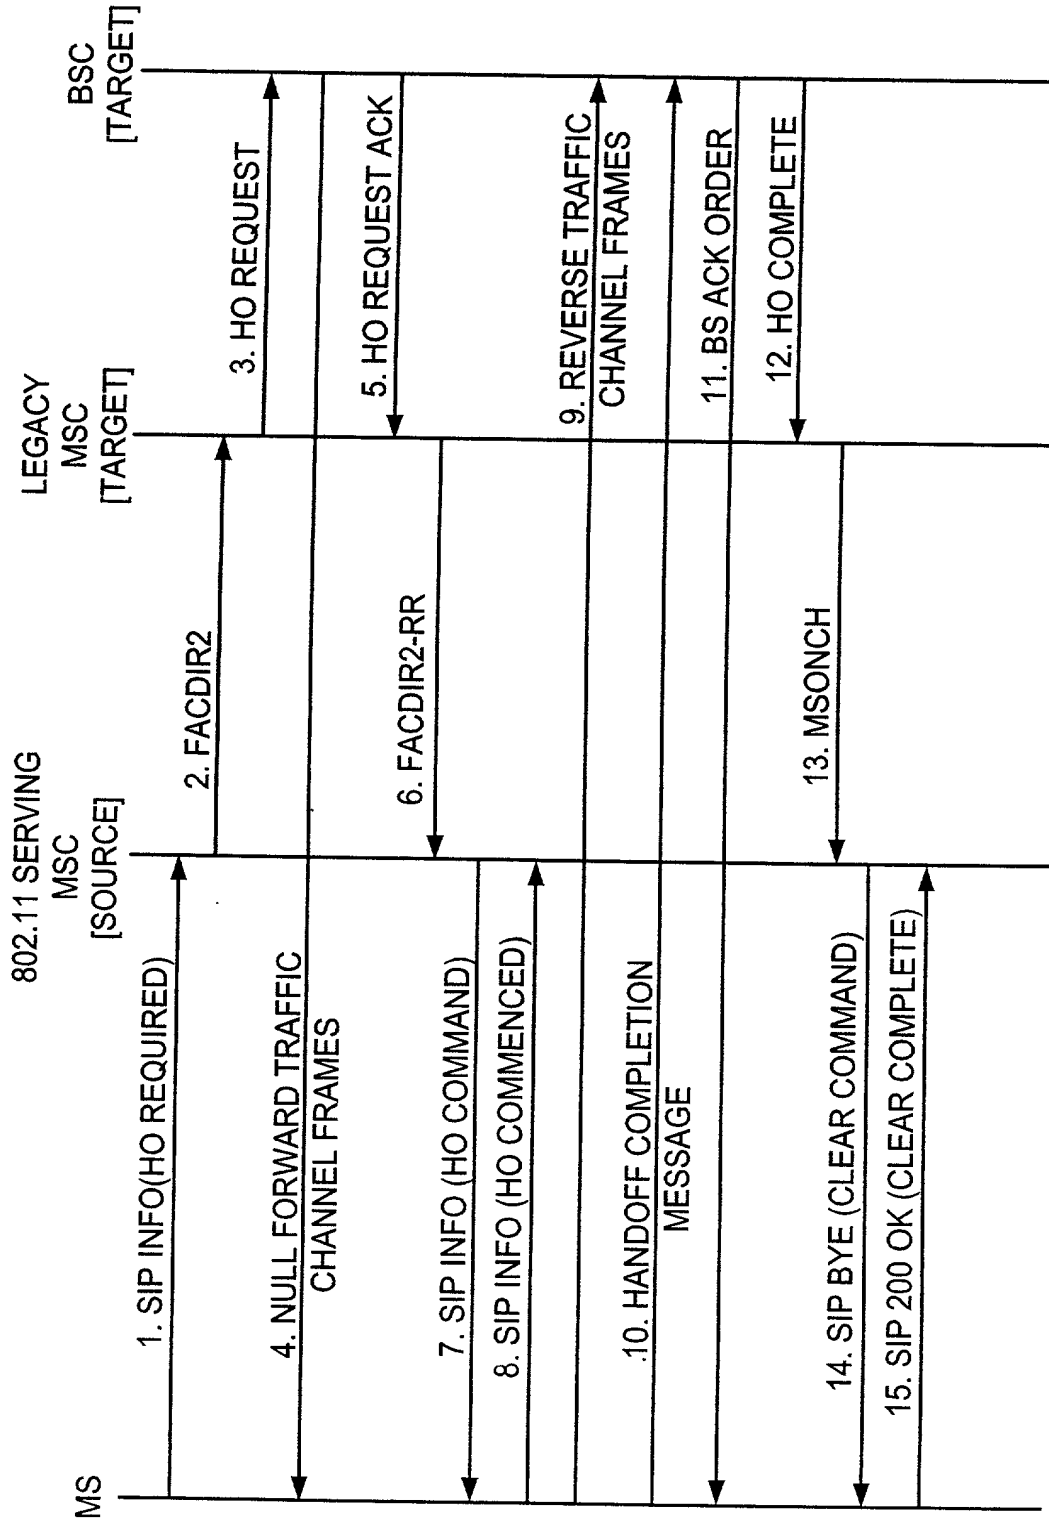 MS
802.11 SERVING
MSC
[SOURCE]
LEGACY
MSC
[TARGET]
BSC
[TARGET]
1. SIP INFO(HO REQUIRED)
2. FACDIR2
3. HO REQUEST
4. NULL FORWARD TRAFFIC
CHANNEL FRAMES
5. HO REQUEST ACK
6. FACDIR2-RR
7. SIP INFO (HO COMMAND)
8. SIP INFO (HO COMMENCED)
9. REVERSE TRAFFIC
CHANNEL FRAMES
10. HANDOFF COMPLETION
MESSAGE
11. BS ACK ORDER
12. HO COMPLETE
13. MSONCH
14. SIP BYE (CLEAR COMMAND)
15. SIP 200 OK (CLEAR COMPLETE)